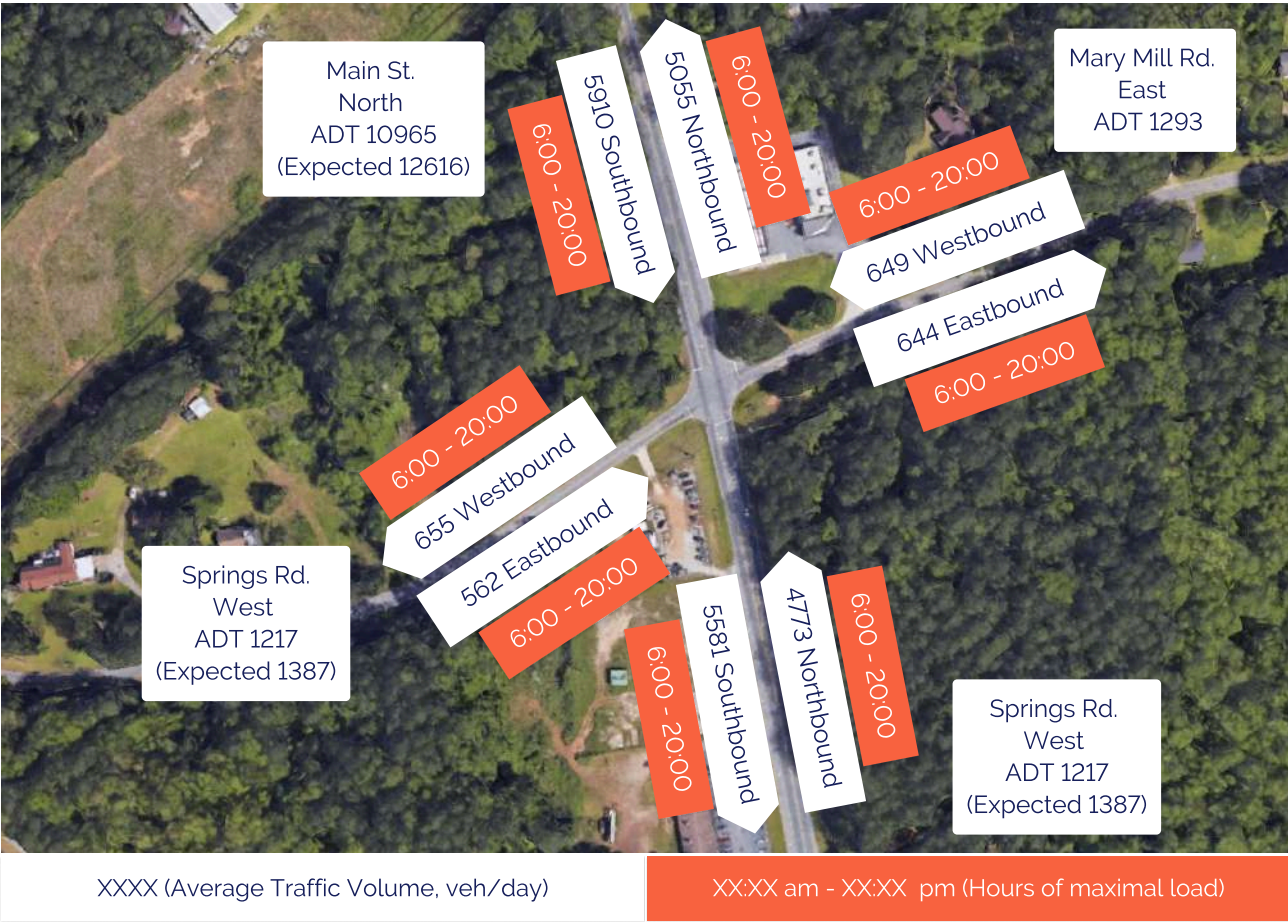 Main St.
North
ADT 10965
(Expected 12616)
Mary Mill Rd.
East
ADT 1293
6:00 - 20:00
5910 Southbound
5055 Northbound
6:00 - 20:00
6:00 - 20:00
649 Westbound
644 Eastbound
6:00 - 20:00
6:00 - 20:00
655 Westbound
562 Eastbound
6:00 - 20:00
Springs Rd.
West
ADT 1217
(Expected 1387)
6:00 - 20:00
5581 Southbound
4773 Northbound
6:00 - 20:00
Springs Rd.
West
ADT 1217
(Expected 1387)
XXXX (Average Traffic Volume, veh/day)
XX:XX am - XX:XX pm (Hours of maximal load)